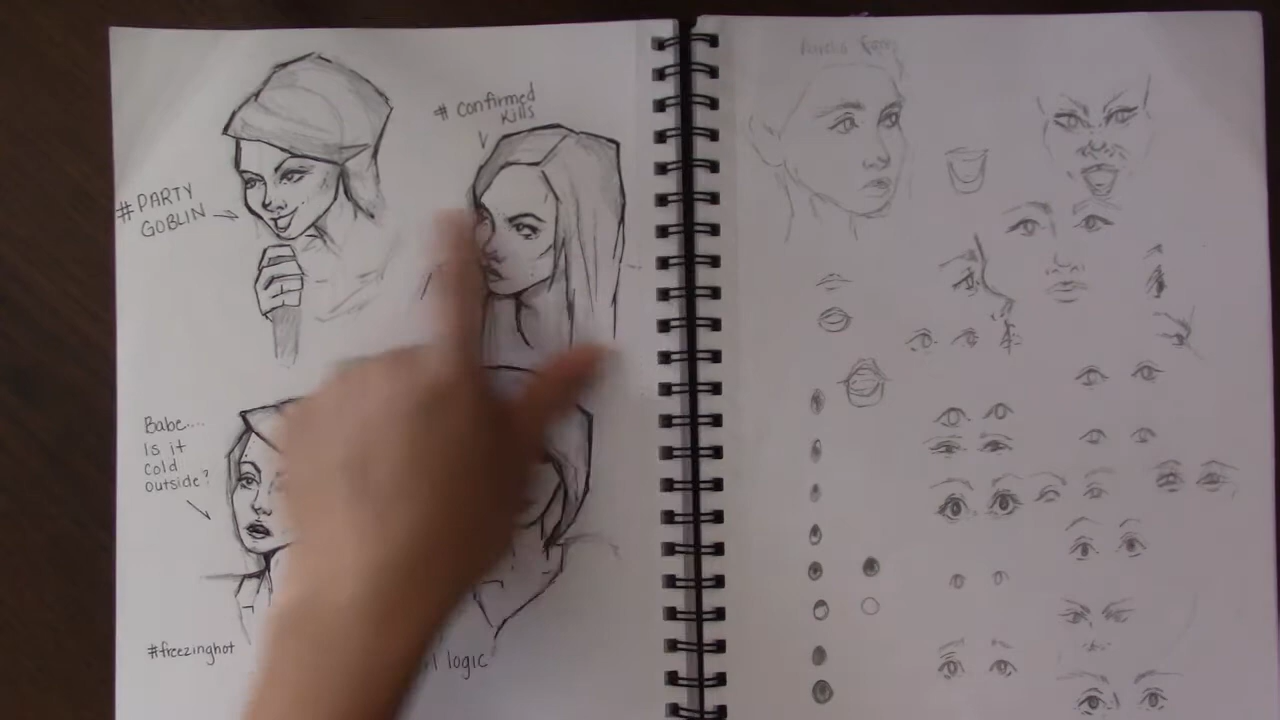 # Confirmed
Kills
#PARTY
GOBLIN
Babe....
Is it
cold
outside?
#freezinghot
logic